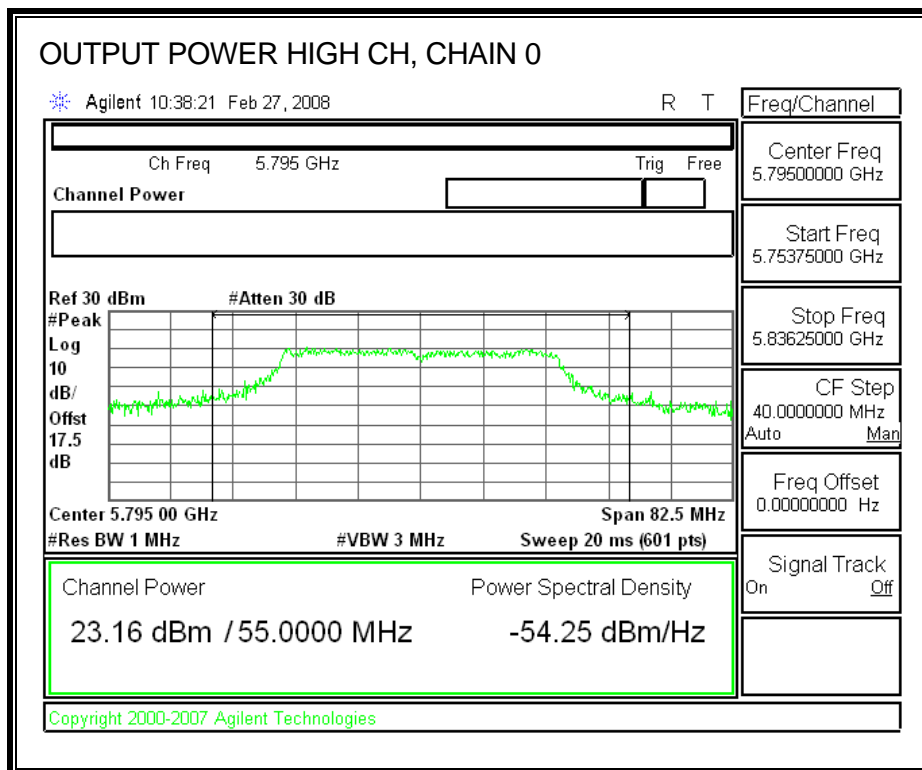 OUTPUT POWER HIGH CH, CHAIN 0
Agilent 10:38:21 Feb 27, 2008 R T
Freq/Channel
Ch Freq 5.795 GHz Trig Free
Channel Power
Center Freq
5.79500000 GHz
Start Freq
5.75375000 GHz
Stop Freq
5.83625000 GHz
CF Step
40.0000000 MHz
Auto Man
Freq Offset
0.00000000 Hz
Signal Track
On Off
Ref 30 dBm #Atten 30 dB
#Peak
Log
10
dB/
Offst
17.5
dB
Center 5.795 00 GHz Span 82.5 MHz
#Res BW 1 MHz #VBW 3 MHz Sweep 20 ms (601 pts)
Channel Power Power Spectral Density
23.16 dBm / 55.0000 MHz -54.25 dBm/Hz
Copyright 2000-2007 Agilent Technologies